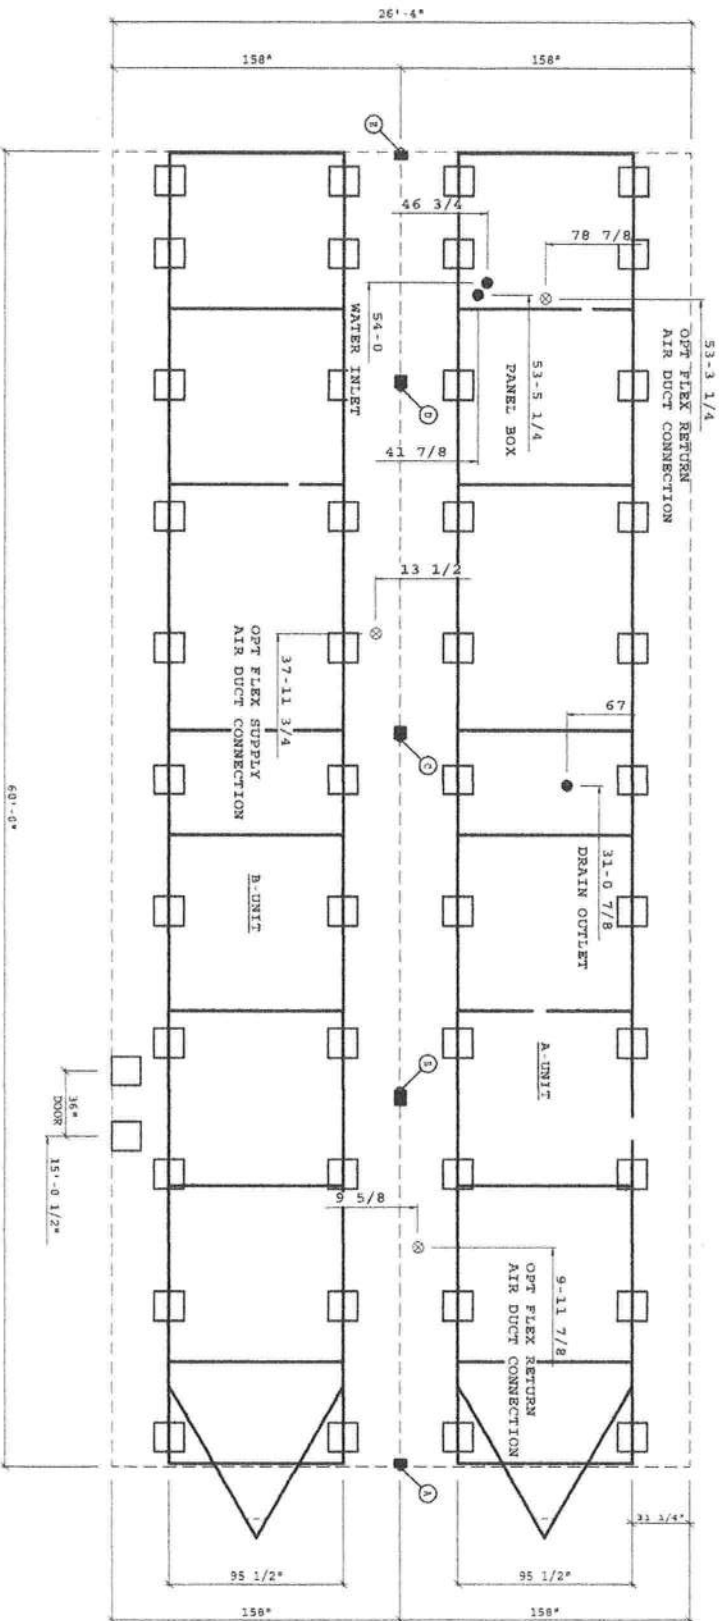 26'-4"
158"
158"
E
46 3/4
78 7/8
54-0
WATER INLET
53-5 1/4
PANEL BOX
53-3 1/4
OPT FLEX RETURN
AIR DUCT CONNECTION
D
41 7/8
13 1/2
37-11 3/4
OPT FLEX SUPPLY
AIR DUCT CONNECTION
67
C
60'-0"
31-0 7/8
DRAIN OUTLET
B-UNIT
A-UNIT
36"
DOOR
15'-0 1/2"
9 5/8
9-11 7/8
OPT FLEX RETURN
AIR DUCT CONNECTION
A
31 1/4"
95 1/2"
95 1/2"
158"
158"